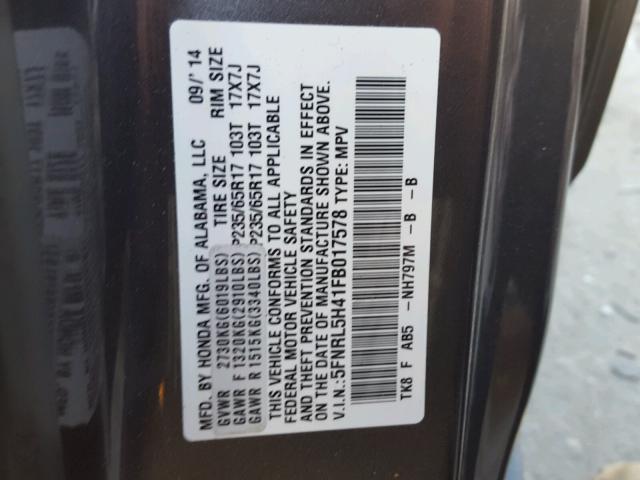 MFD. BY HONDA MFG. OF ALABAMA, LLC 09/' 14
GVWR 2730KG(6019LBS) TIRE SIZE RIM SIZE
GAWR F 1320KG(2910LBS) P235/65R17 103T 17X7J
GAWR R 1515KG(3340LBS) P235/65R17 103T 17X7J
THIS VEHICLE CONFORMS TO ALL APPLICABLE
FEDERAL MOTOR VEHICLE SAFETY
AND THEFT PREVENTION STANDARDS IN EFFECT
ON THE DATE OF MANUFACTURE SHOWN ABOVE.
V.I.N.:5FNRL5H41FB017578 TYPE: MPV
TK8 F AB5 -NH797M -B -B